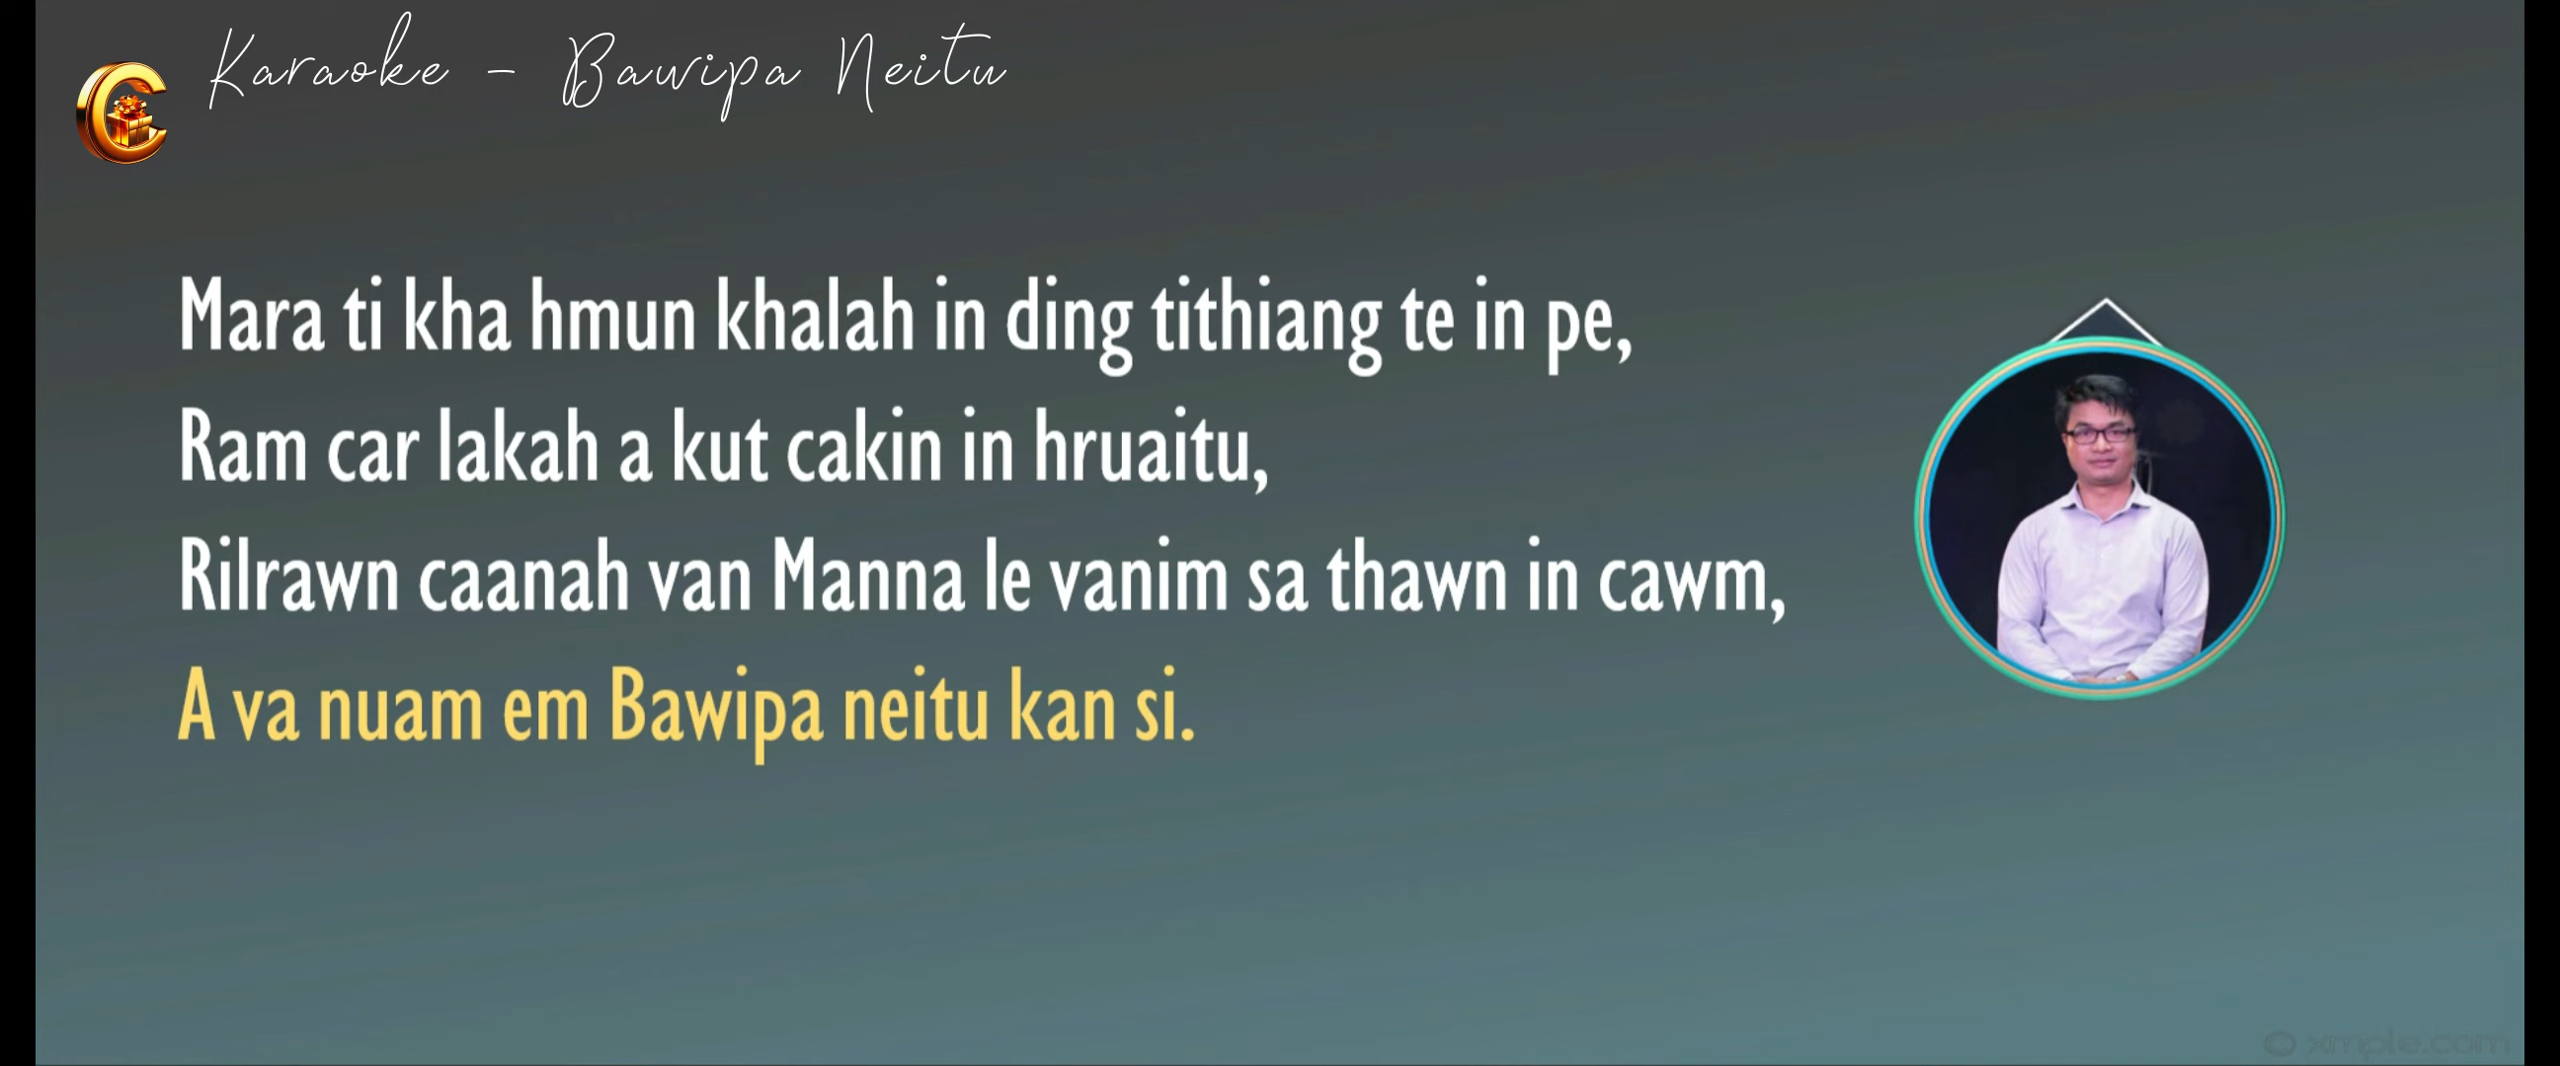 Karaoke - Bawipa Neitu
Mara ti kha hmun khalah in ding tithiang te in pe,
Ram car lakah a kut cakin in hruaitu,
Rilrawn caanah van Manna le vanim sa thawn in cawm,
A va nuam em Bawipa neitu kan si.
© xmple.com